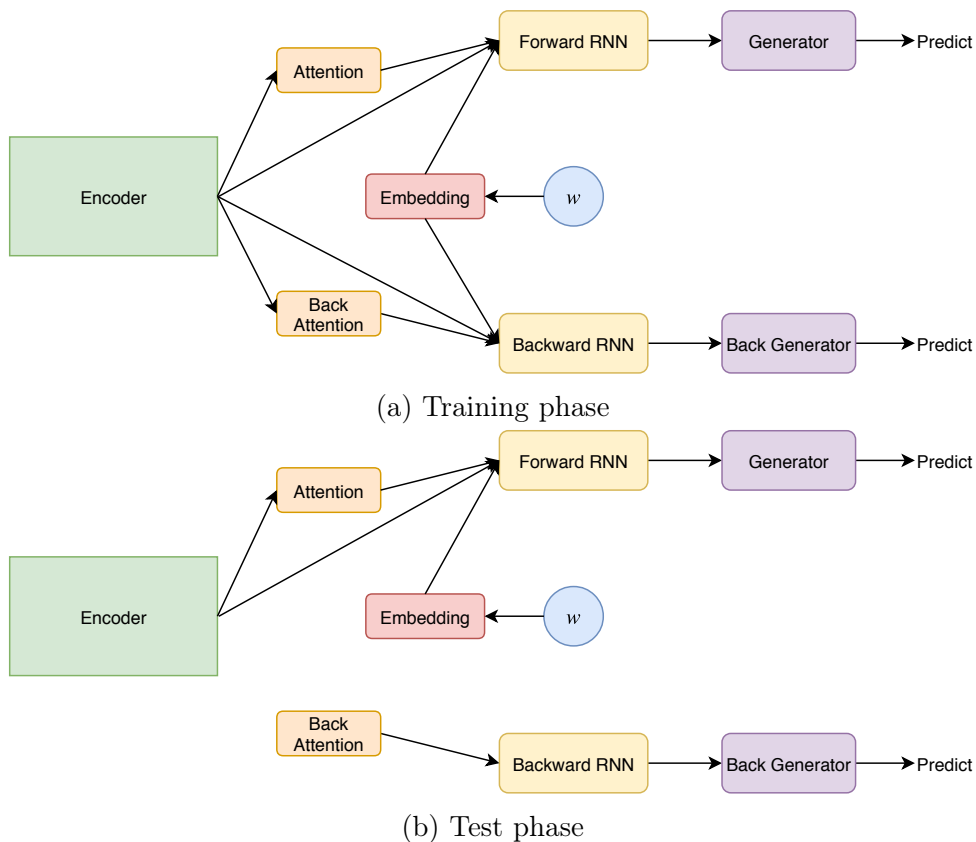 Forward RNN
Generator
Predict
Attention
Encoder
Embedding
w
Back
Attention
Backward RNN
Back Generator
Predict
(a) Training phase
Forward RNN
Generator
Predict
Attention
Encoder
Embedding
w
Back
Attention
Backward RNN
Back Generator
Predict
(b) Test phase